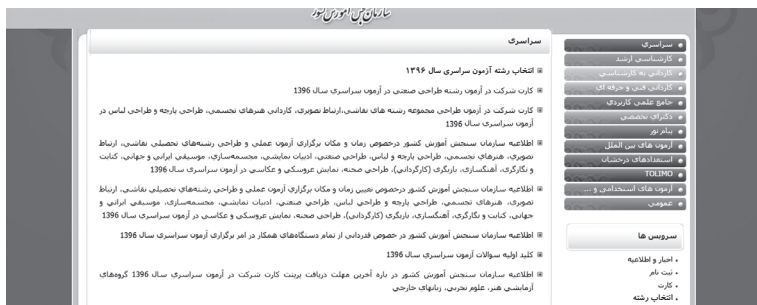 سازمان سنجش آموزش کشور
سراسری
انتخاب رشته آزمون سراسری سال ۱۳۹۶
کارت شرکت در آزمون رشته طراحی صنعتی در آزمون سراسری سال 1396
کارت شرکت در آزمون طراحی مجموعه رشته های نقاشی،ارتباط تصویری، کاردانی هنرهای تجسمی، طراحی پارچه و طراحی لباس در
آزمون سراسری سال 1396
اطلاعیه سازمان سنجش آموزش کشور درخصوص زمان و مکان برگزاری آزمون عملی و طراحی رشته‌های تحصیلی نقاشی، ارتباط
تصویری، هنرهای تجسمی، طراحی پارچه و لباس، طراحی صنعتی، ادبیات نمایشی، مجسمه‌سازی، موسیقی ایرانی و جهانی، کتابت
و نگارگری، آهنگسازی، بازیگری (کارگردانی)، طراحی صحنه، نمایش عروسکی و عکاسی در آزمون سراسری سال 1396
اطلاعیه سازمان سنجش آموزش کشور درخصوص تعیین زمان و مکان برگزاری آزمون عملی و طراحی رشته‌های تحصیلی نقاشی، ارتباط
تصویری، هنرهای تجسمی، طراحی پارچه و طراحی لباس، طراحی صنعتی، ادبیات نمایشی، مجسمه‌سازی، موسیقی ایرانی و
جهانی، کتابت و نگارگری، آهنگسازی، بازیگری (کارگردانی)، طراحی صحنه، نمایش عروسکی و عکاسی در آزمون سراسری سال 1396
اطلاعیه سازمان سنجش آموزش کشور در خصوص قدردانی از تمام دستگاه‌های همکار در امر برگزاری آزمون سراسری سال 1396
کلید اولیه سوالات آزمون سراسری سال 1396
اطلاعیه سازمان سنجش آموزش کشور در باره آخرین مهلت دریافت پرینت کارت شرکت در آزمون سراسری سال 1396 گروههای
آزمایشی هنر، علوم تجربی، زبانهای خارجی
سراسری
کارشناسی ارشد
کاردانی به کارشناسی
کاردانی فنی و حرفه ای
جامع علمی کاربردی
دکترای تخصصی
پیام نور
آزمون های بین الملل
استعدادهای درخشان
TOLIMO
آزمون های استخدامی و ...
عمومی
سرویس ها
اخبار و اطلاعیه
ثبت نام
کارت
انتخاب رشته